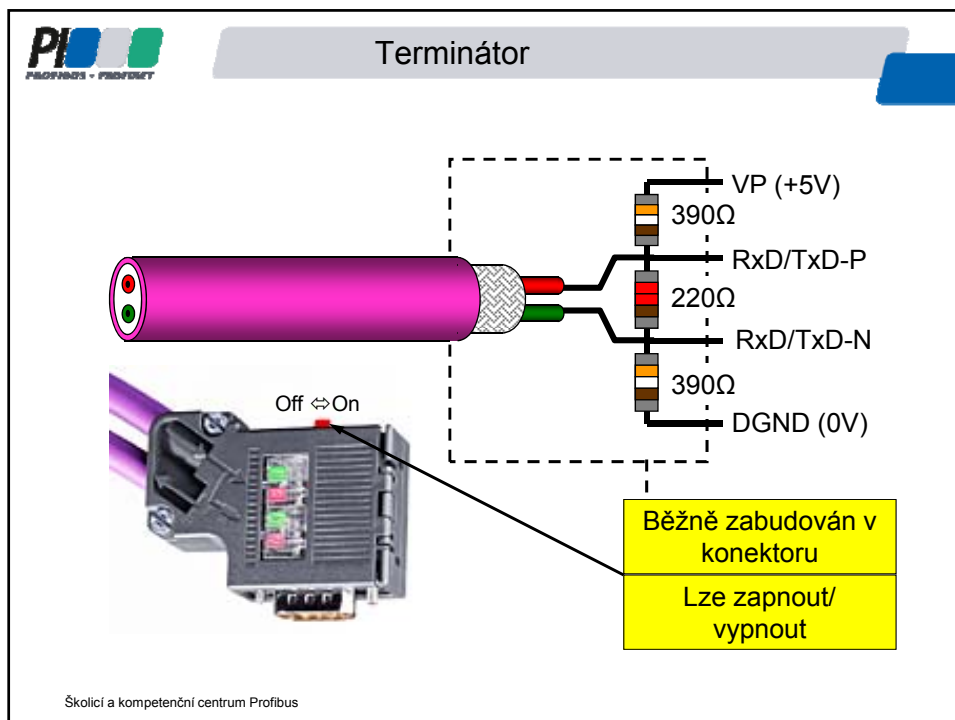 PI
PROFIBUS • PROFINET
Terminátor
VP (+5V)
390Ω
RxD/TxD-P
220Ω
RxD/TxD-N
390Ω
DGND (0V)
Off ⇔ On
Běžně zabudován v
konektoru
Lze zapnout/
vypnout
Školicí a kompetenční centrum Profibus